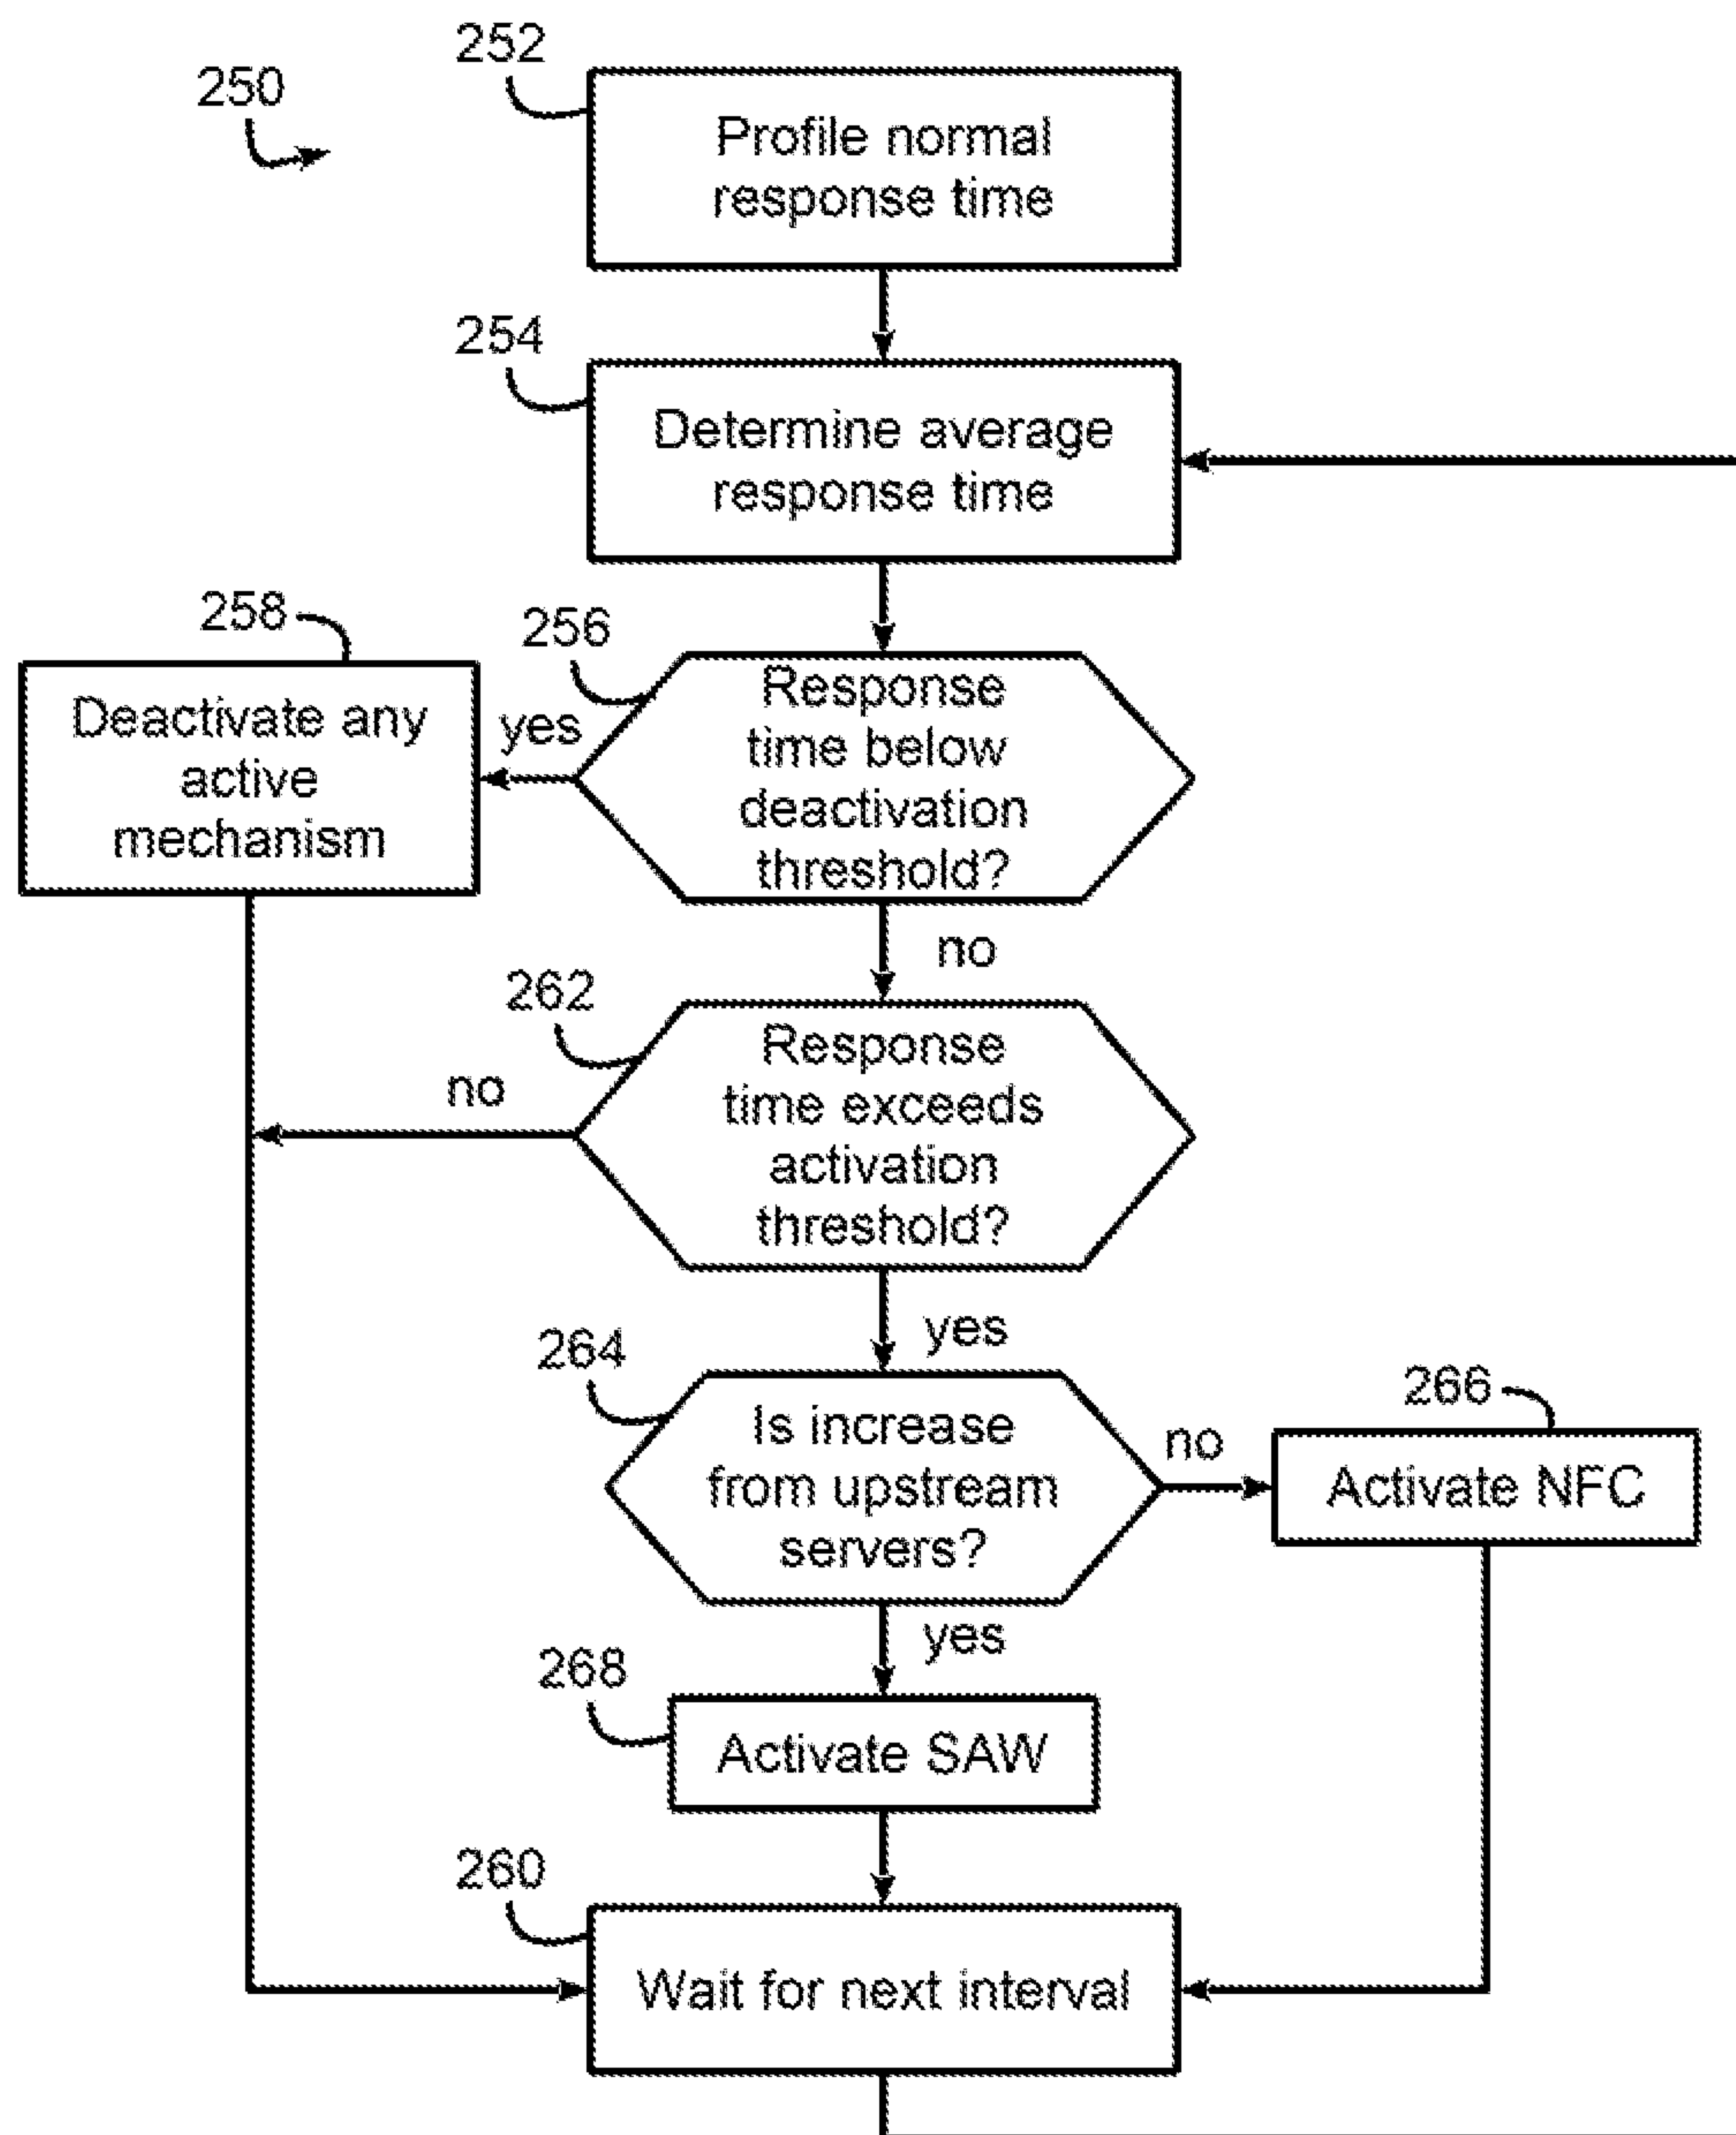 252
250
Profile normal
response time
254
Determine average
response time
258
256
Deactivate any
active
mechanism
yes
Response
time below
deactivation
threshold?
no
262
Response
time exceeds
activation
threshold?
no
yes
264
Is increase
from upstream
servers?
no
266
Activate NFC
yes
268
Activate SAW
260
Wait for next interval